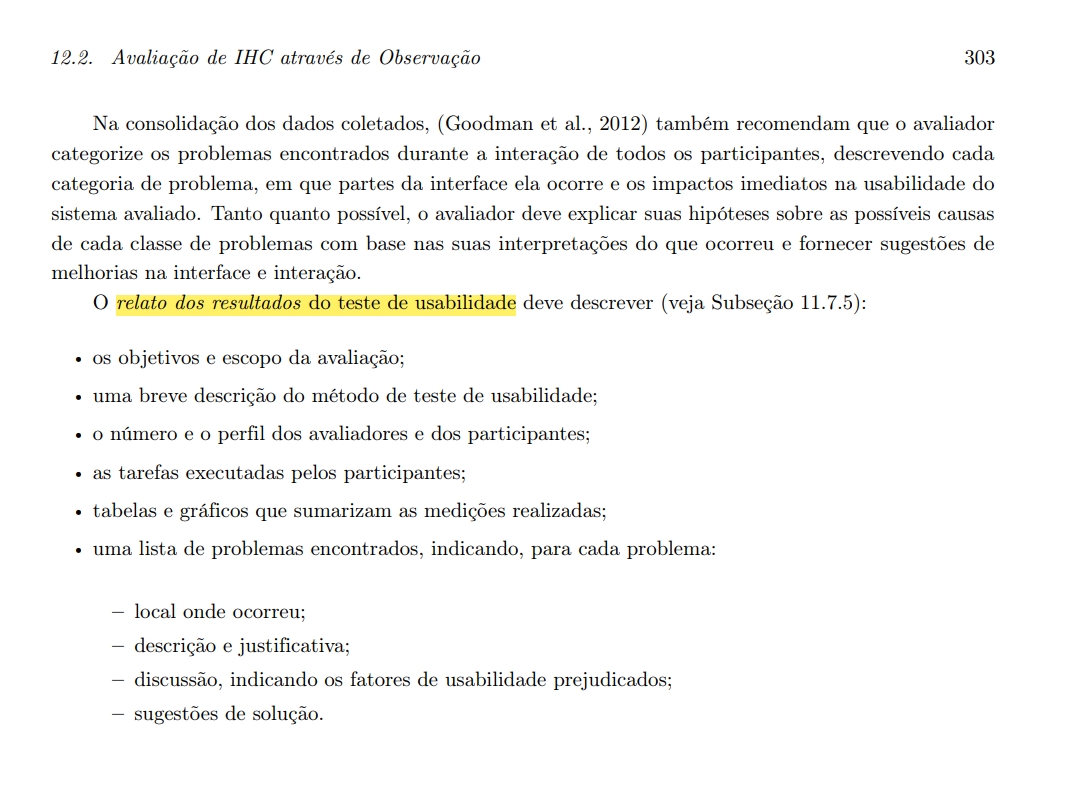 12.2. Avaliação de IHC através de Observação 303
Na consolidação dos dados coletados, (Goodman et al., 2012) também recomendam que o avaliador
categorize os problemas encontrados durante a interação de todos os participantes, descrevendo cada
categoria de problema, em que partes da interface ela ocorre e os impactos imediatos na usabilidade do
sistema avaliado. Tanto quanto possível, o avaliador deve explicar suas hipóteses sobre as possíveis causas
de cada classe de problemas com base nas suas interpretações do que ocorreu e fornecer sugestões de
melhorias na interface e interação.
O relato dos resultados do teste de usabilidade deve descrever (veja Subseção 11.7.5):
• os objetivos e escopo da avaliação;
• uma breve descrição do método de teste de usabilidade;
• o número e o perfil dos avaliadores e dos participantes;
• as tarefas executadas pelos participantes;
• tabelas e gráficos que sumarizam as medições realizadas;
• uma lista de problemas encontrados, indicando, para cada problema:
– local onde ocorreu;
– descrição e justificativa;
– discussão, indicando os fatores de usabilidade prejudicados;
– sugestões de solução.